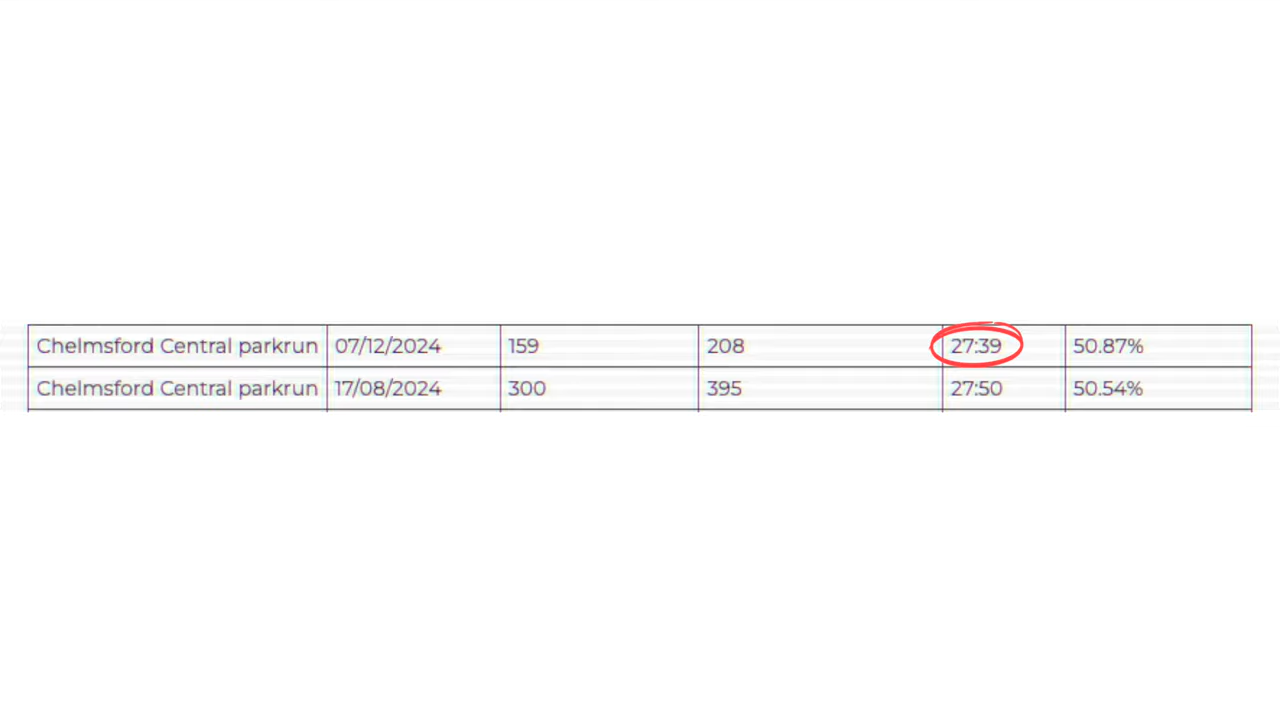 Chelmsford Central parkrun 07/12/2024 159 208 27:39 50.87%
Chelmsford Central parkrun 17/08/2024 300 395 27:50 50.54%